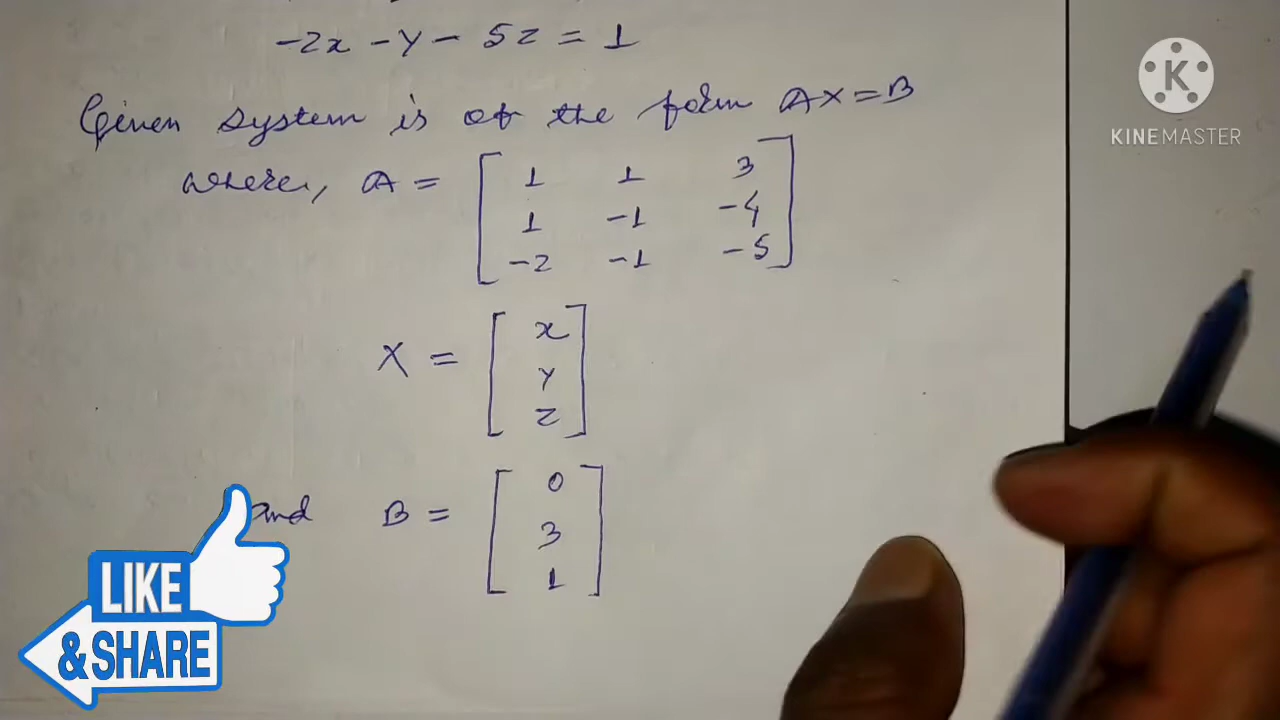 -2x - y - 5z = 1
Given system is of the form AX = B
where, A = [ 1 1 3
1 -1 -4
-2 -1 -5 ]
X = [ x
y
z ]
and B = [ 0
3
1 ]
LIKE
& SHARE
K
KINEMASTER